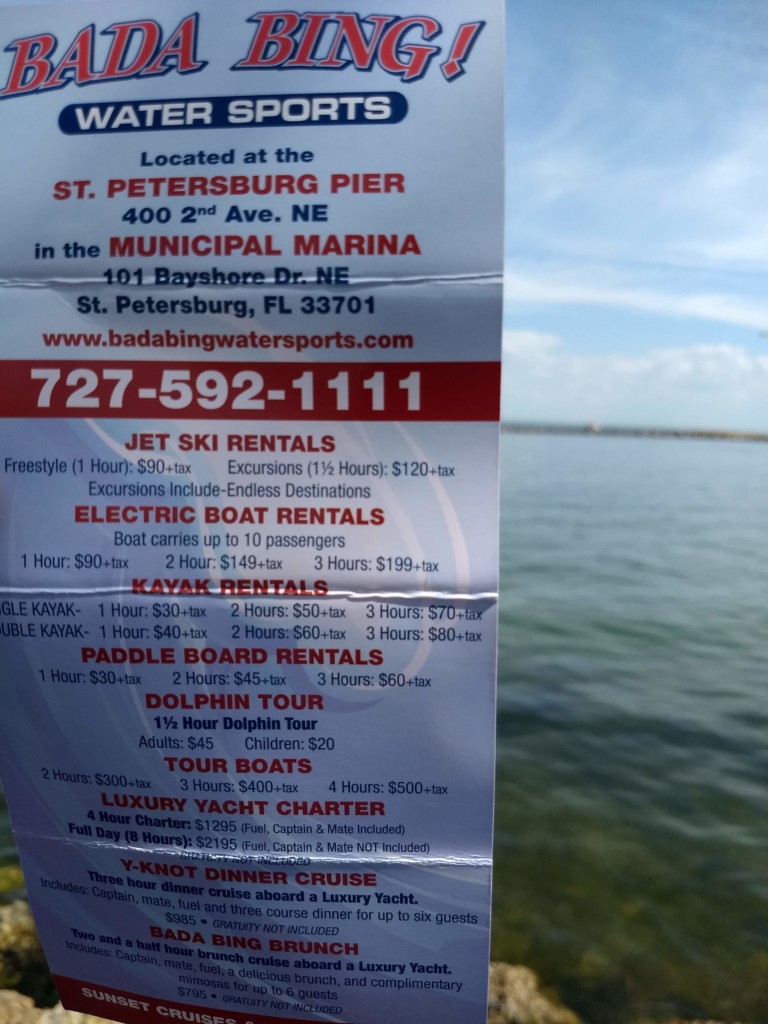 BADA BING!
WATER SPORTS
Located at the
ST. PETERSBURG PIER
400 2nd Ave. NE
in the MUNICIPAL MARINA
101 Bayshore Dr. NE
St. Petersburg, FL 33701
www.badabingwatersports.com
727-592-1111
JET SKI RENTALS
Freestyle (1 Hour): $90+tax Excursions (1½ Hours): $120+tax
Excursions Include-Endless Destinations
ELECTRIC BOAT RENTALS
Boat carries up to 10 passengers
1 Hour: $90+tax 2 Hour: $149+tax 3 Hours: $199+tax
KAYAK RENTALS
GLE KAYAK- 1 Hour: $30+tax 2 Hours: $50+tax 3 Hours: $70+tax
UBLE KAYAK- 1 Hour: $40+tax 2 Hours: $60+tax 3 Hours: $80+tax
PADDLE BOARD RENTALS
1 Hour: $30+tax 2 Hours: $45+tax 3 Hours: $60+tax
DOLPHIN TOUR
1½ Hour Dolphin Tour
Adults: $45 Children: $20
TOUR BOATS
2 Hours: $300+tax 3 Hours: $400+tax 4 Hours: $500+tax
LUXURY YACHT CHARTER
4 Hour Charter: $1295 (Fuel, Captain & Mate Included)
Full Day (8 Hours): $2195 (Fuel, Captain & Mate NOT Included)
GRATUITY NOT INCLUDED
Y-KNOT DINNER CRUISE
Three hour dinner cruise aboard a Luxury Yacht.
Includes: Captain, mate, fuel and three course dinner for up to six guests
$985 • GRATUITY NOT INCLUDED
BADA BING BRUNCH
Two and a half hour brunch cruise aboard a Luxury Yacht.
Includes: Captain, mate, fuel, a delicious brunch, and complimentary
mimosas for up to 6 guests
$795 • GRATUITY NOT INCLUDED
SUNSET CRUISES &